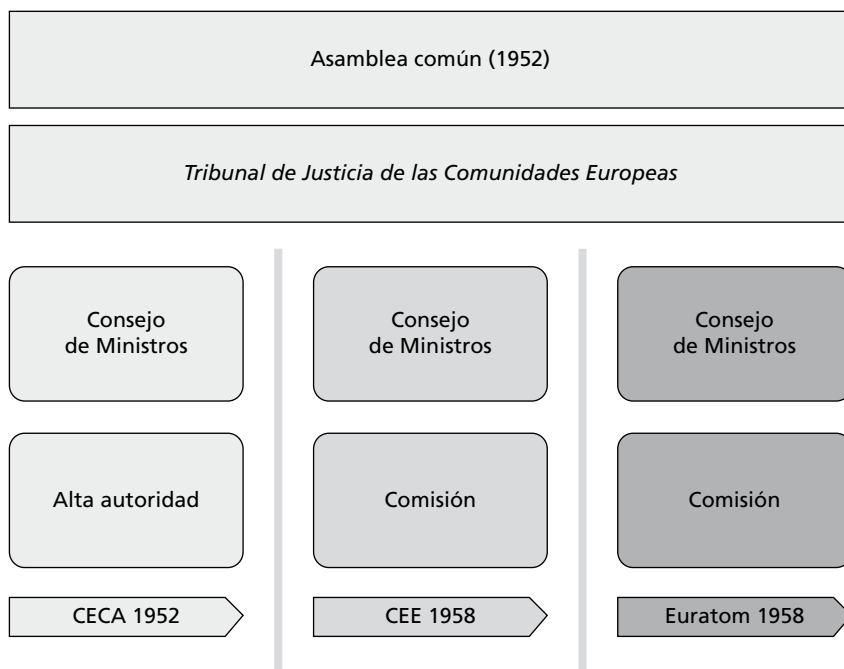 Asamblea común (1952)
Tribunal de Justicia de las Comunidades Europeas
Consejo
de Ministros
Consejo
de Ministros
Consejo
de Ministros
Alta autoridad
Comisión
Comisión
CECA 1952
CEE 1958
Euratom 1958